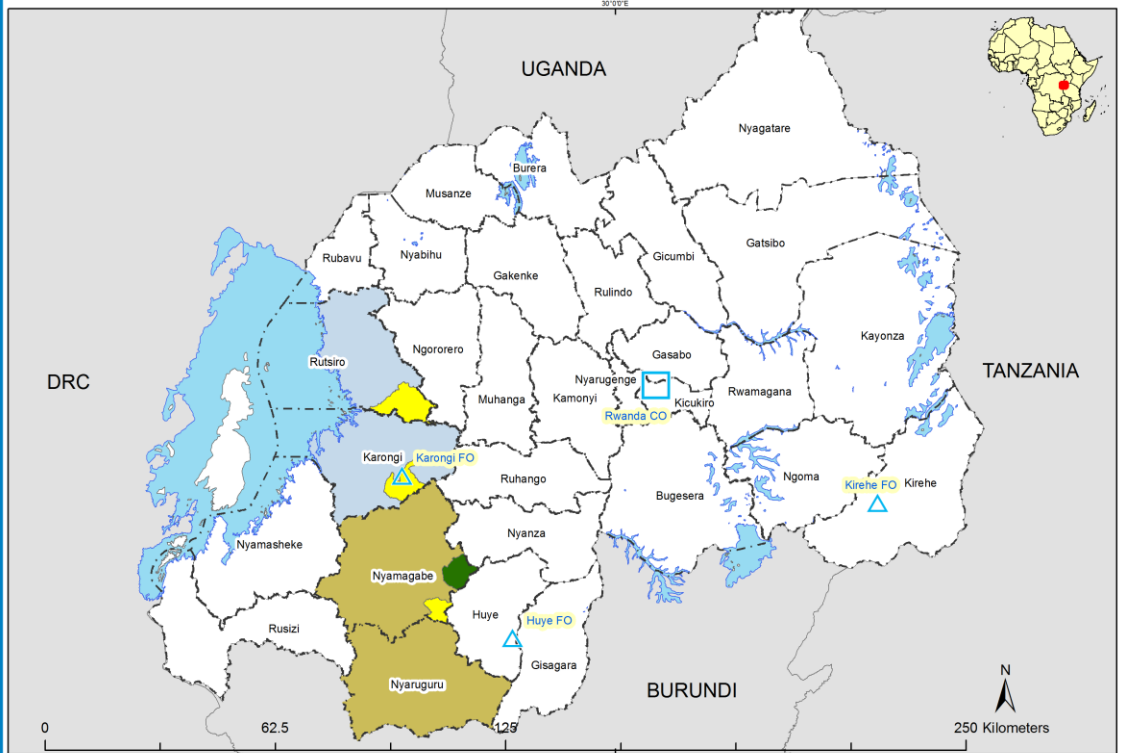 30°0'0"E
UGANDA
Nyagatare
Burera
Musanze
Gatsibo
Rubavu
Nyabihu
Gicumbi
Gakenke
Rulindo
Kayonza
Ngororero
Gasabo
Rutsiro
TANZANIA
DRC
Nyarugenge
Rwamagana
Muhanga
Kamonyi
Kicukiro
Rwanda CO
Karongi
Karongi FO
Ruhango
Ngoma
Kirehe
Kirehe FO
Bugesera
Nyanza
Nyamasheke
Nyamagabe
Huye
Huye FO
Rusizi
Gisagara
Nyaruguru
BURUNDI
N
0
62.5
125
250 Kilometers